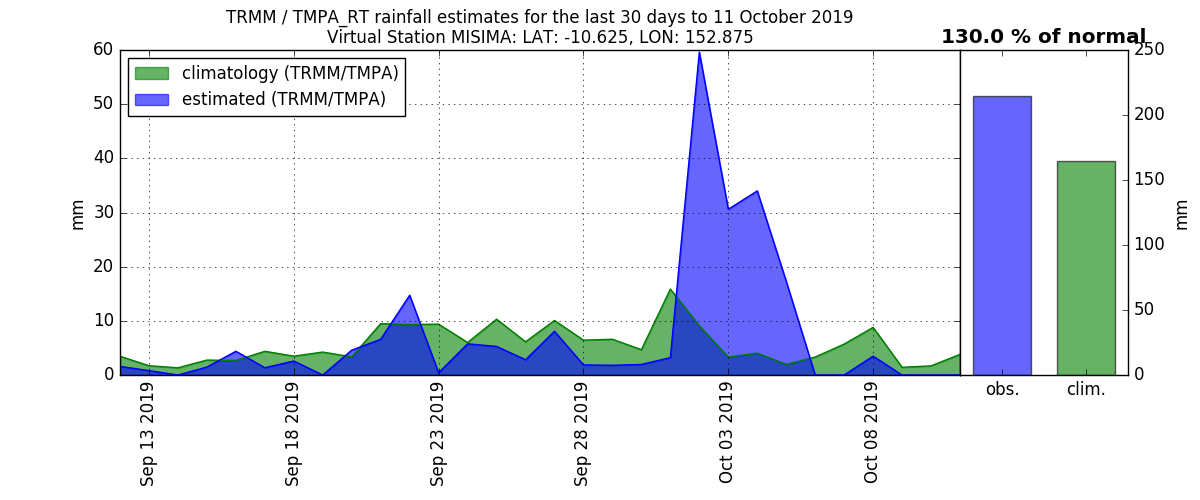 TRMM / TMPA_RT rainfall estimates for the last 30 days to 11 October 2019
Virtual Station MISIMA: LAT: -10.625, LON: 152.875
130.0 % of normal
climatology (TRMM/TMPA)
estimated (TRMM/TMPA)
mm
60
50
40
30
20
10
0
Sep 13 2019
Sep 18 2019
Sep 23 2019
Sep 28 2019
Oct 03 2019
Oct 08 2019
obs.
clim.
250
200
150
100
50
0
mm